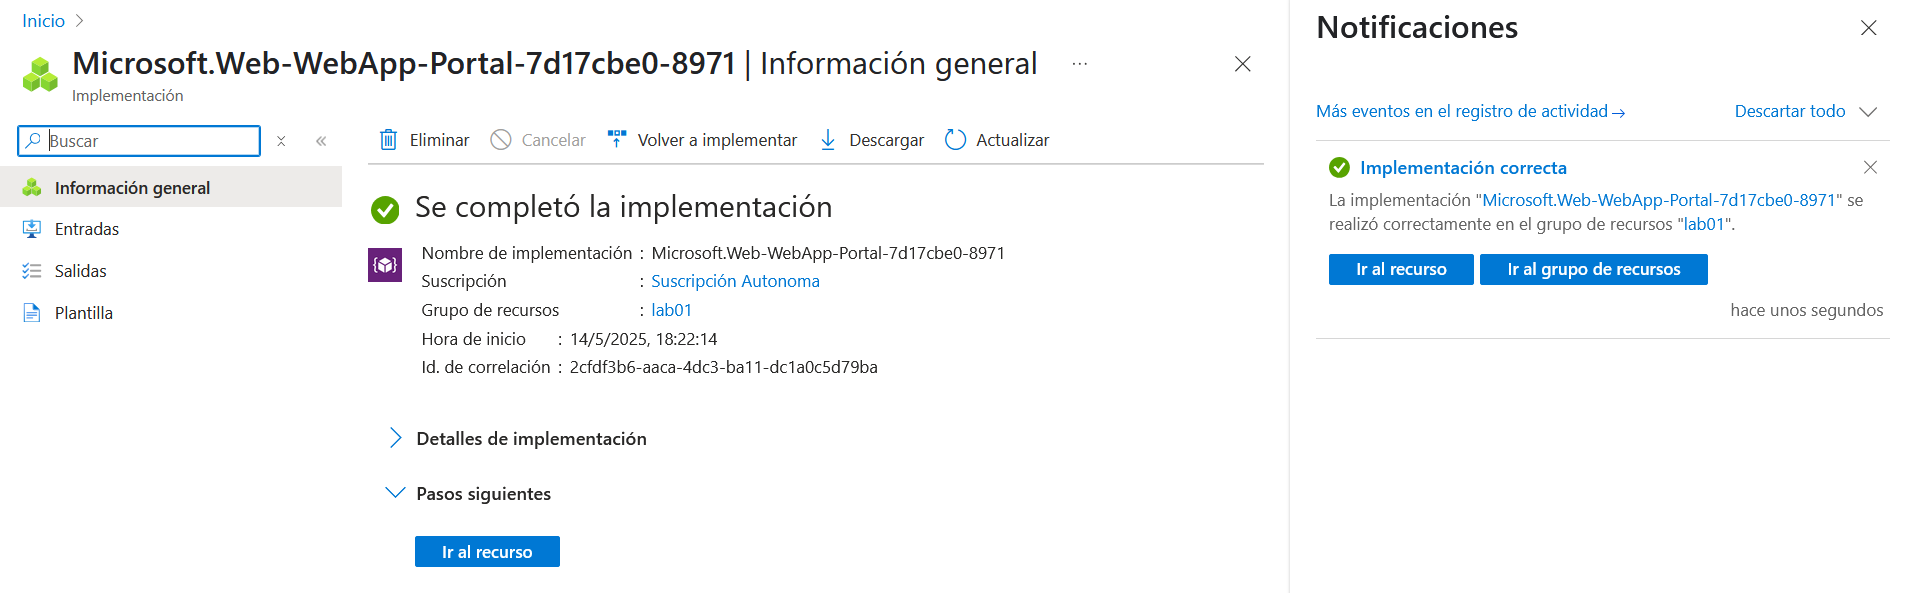 Inicio
Microsoft.Web-WebApp-Portal-7d17cbe0-8971 | Información general ...
Implementación
Buscar
Información general
Entradas
Salidas
Plantilla
Eliminar Cancelar Volver a implementar Descargar Actualizar
Se completó la implementación
Nombre de implementación : Microsoft.Web-WebApp-Portal-7d17cbe0-8971
Suscripción : Suscripción Autonoma
Grupo de recursos : lab01
Hora de inicio : 14/5/2025, 18:22:14
Id. de correlación : 2cfdf3b6-aaca-4dc3-ba11-dc1a0c5d79ba
Detalles de implementación
Pasos siguientes
Ir al recurso
Notificaciones
Más eventos en el registro de actividad → Descartar todo
Implementación correcta
La implementación "Microsoft.Web-WebApp-Portal-7d17cbe0-8971" se
realizó correctamente en el grupo de recursos "lab01".
Ir al recurso Ir al grupo de recursos
hace unos segundos